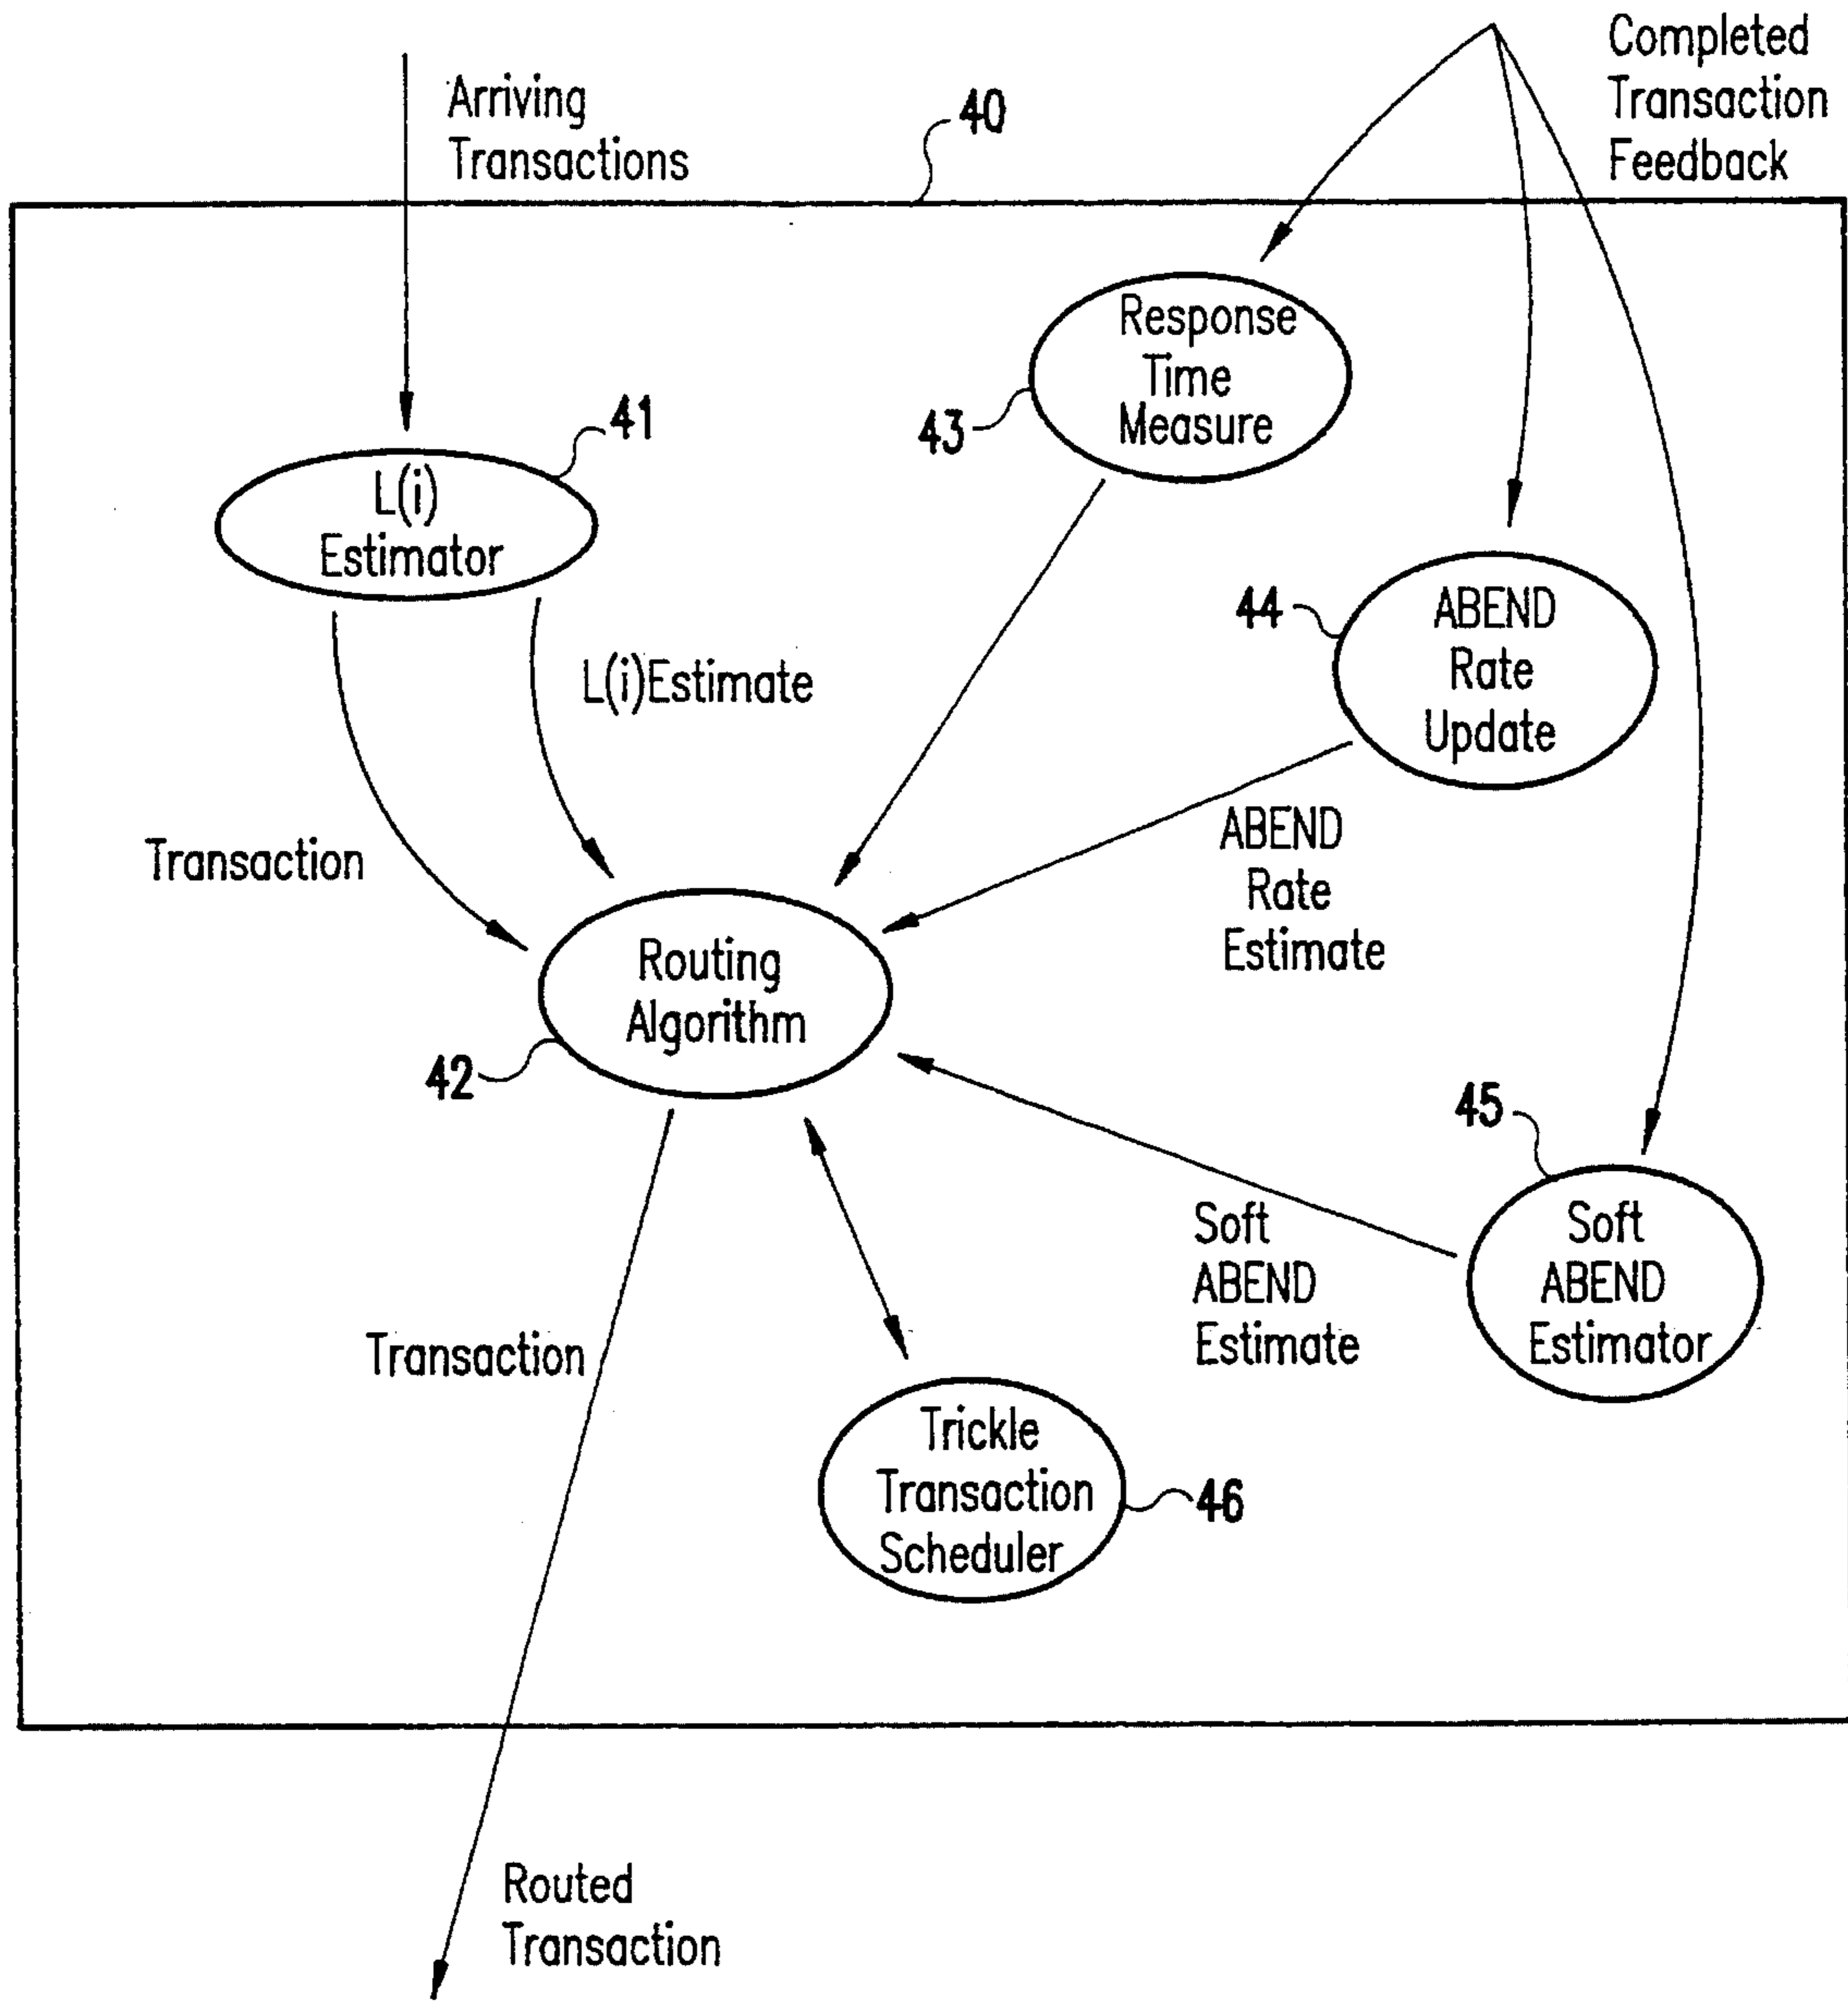 Arriving
Transactions
40
Completed
Transaction
Feedback
Response
Time
Measure
43
41
L(i)
Estimator
44
ABEND
Rate
Update
L(i)Estimate
Transaction
ABEND
Rate
Estimate
Routing
Algorithm
42
45
Soft
ABEND
Estimator
Soft
ABEND
Estimate
Transaction
Trickle
Transaction
Scheduler
46
Routed
Transaction